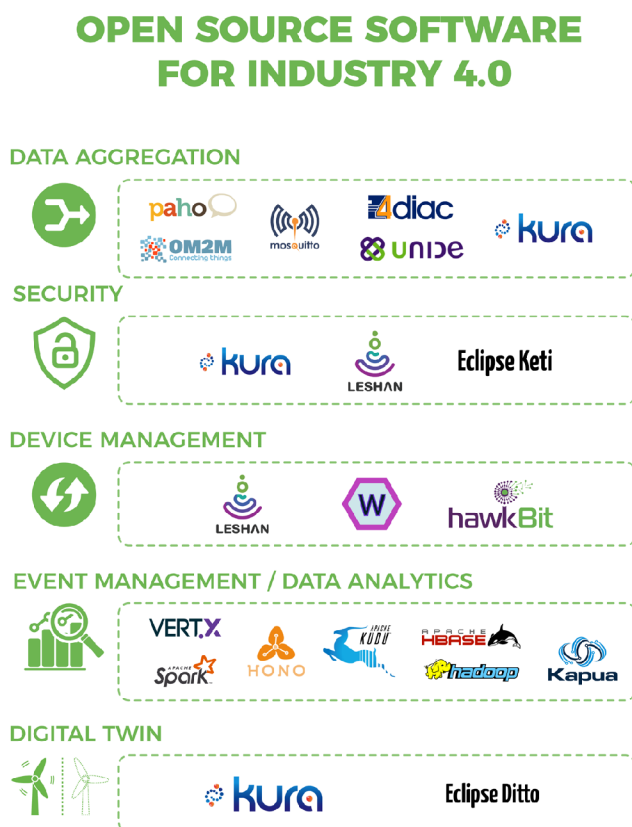 OPEN SOURCE SOFTWARE
FOR INDUSTRY 4.0
DATA AGGREGATION
paho
mosquitto
4diac
kura
OM2M
Connecting things
UNIDE
SECURITY
kura
LESHAN
Eclipse Keti
DEVICE MANAGEMENT
LESHAN
W
hawkBit
EVENT MANAGEMENT / DATA ANALYTICS
VERT.X
HONO
APACHE
KUDU
APACHE
HBASE
APACHE
Spark
hadoop
Kapua
DIGITAL TWIN
kura
Eclipse Ditto